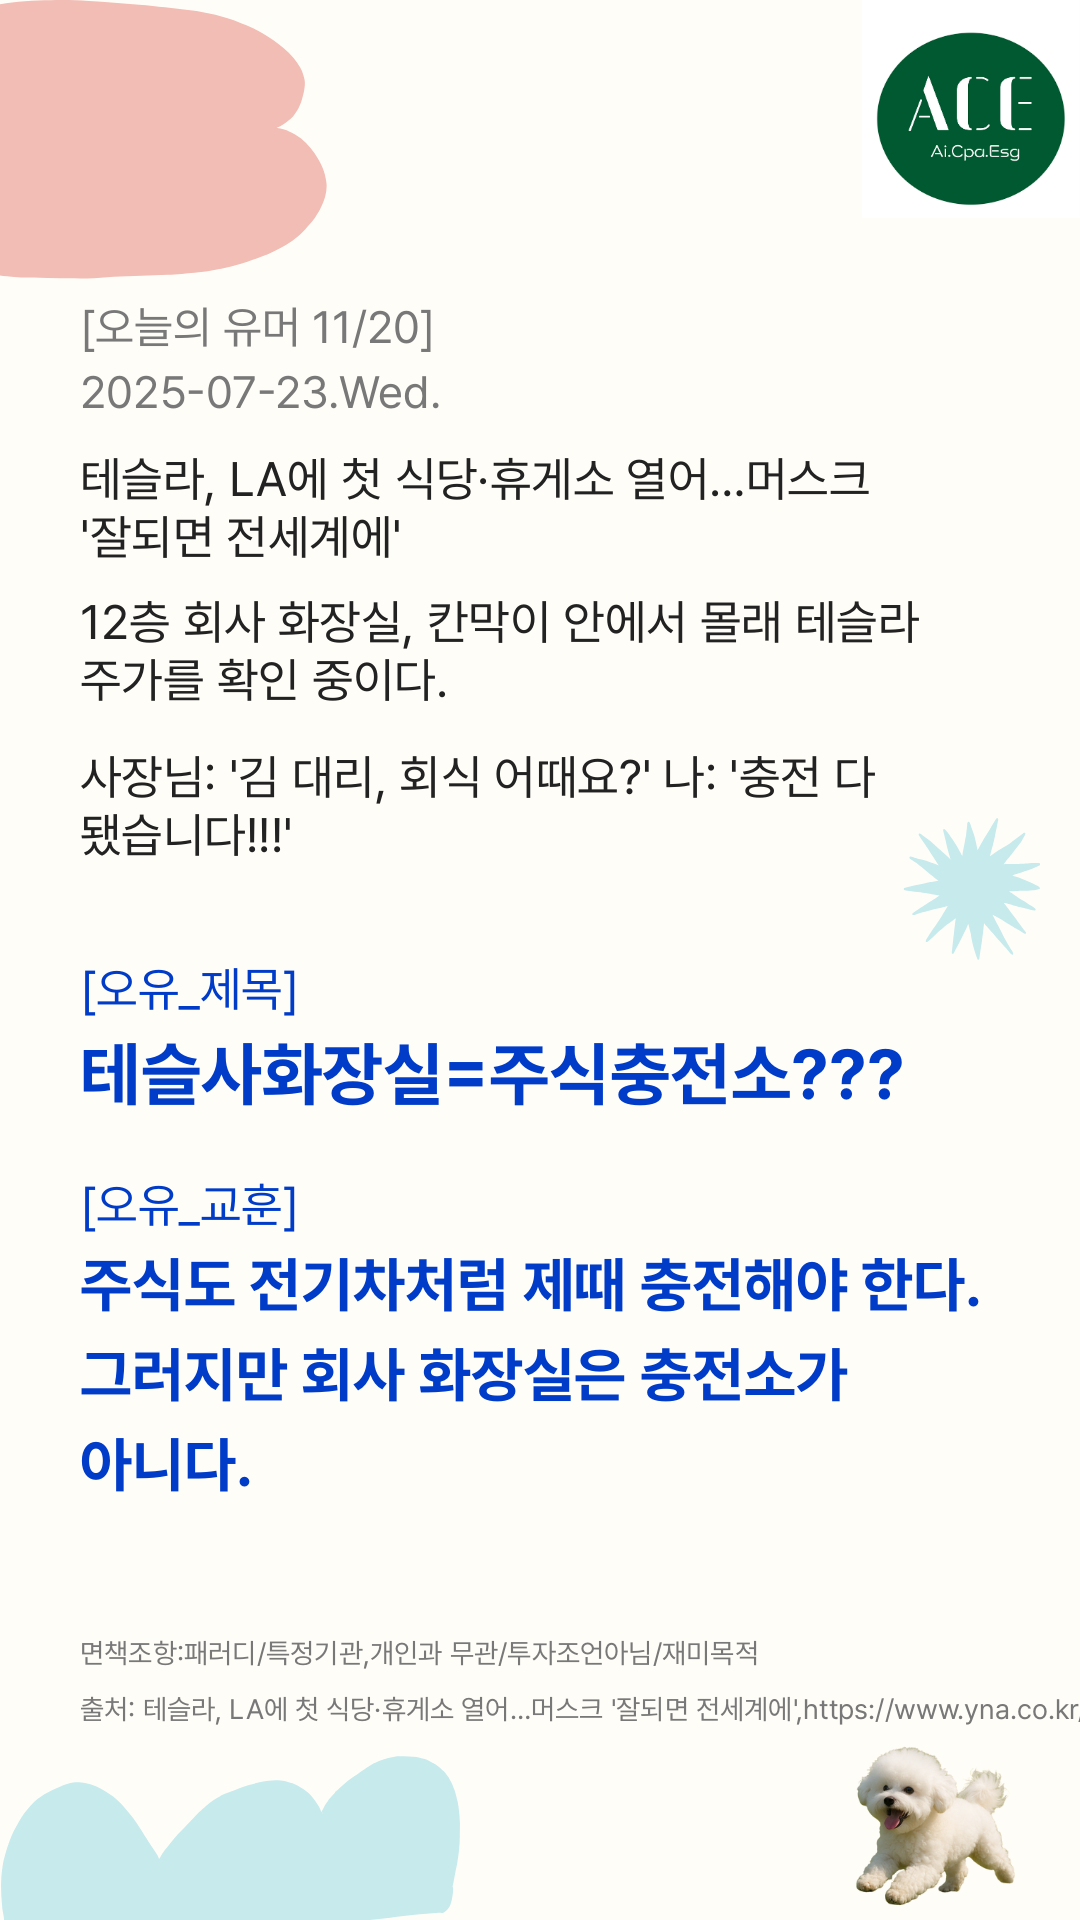 ACE
Ai.Cpa.Esg
[오늘의 유머 11/20]
2025-07-23.Wed.
테슬라, LA에 첫 식당·휴게소 열어…머스크
'잘되면 전세계에'
12층 회사 화장실, 칸막이 안에서 몰래 테슬라
주가를 확인 중이다.
사장님: '김 대리, 회식 어때요?' 나: '충전 다
됐습니다!!!'
[오유_제목]
테슬사화장실=주식충전소???
[오유_교훈]
주식도 전기차처럼 제때 충전해야 한다.
그러지만 회사 화장실은 충전소가
아니다.
면책조항:패러디/특정기관,개인과 무관/투자조언아님/재미목적
출처: 테슬라, LA에 첫 식당·휴게소 열어…머스크 '잘되면 전세계에',https://www.yna.co.kr/